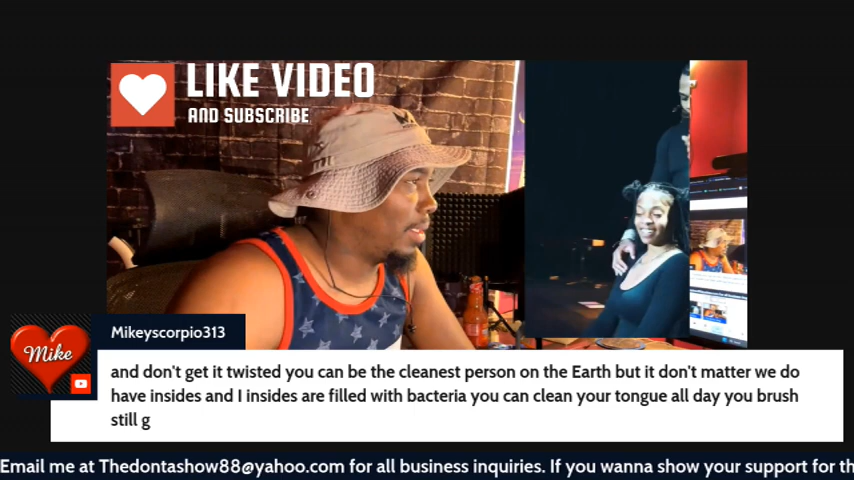 LIKE VIDEO
AND SUBSCRIBE
Mikeyscorpio313
Mike
and don't get it twisted you can be the cleanest person on the Earth but it don't matter we do
have insides and I insides are filled with bacteria you can clean your tongue all day you brush
still g
Email me at Thedontashow88@yahoo.com for all business inquiries. If you wanna show your support for th